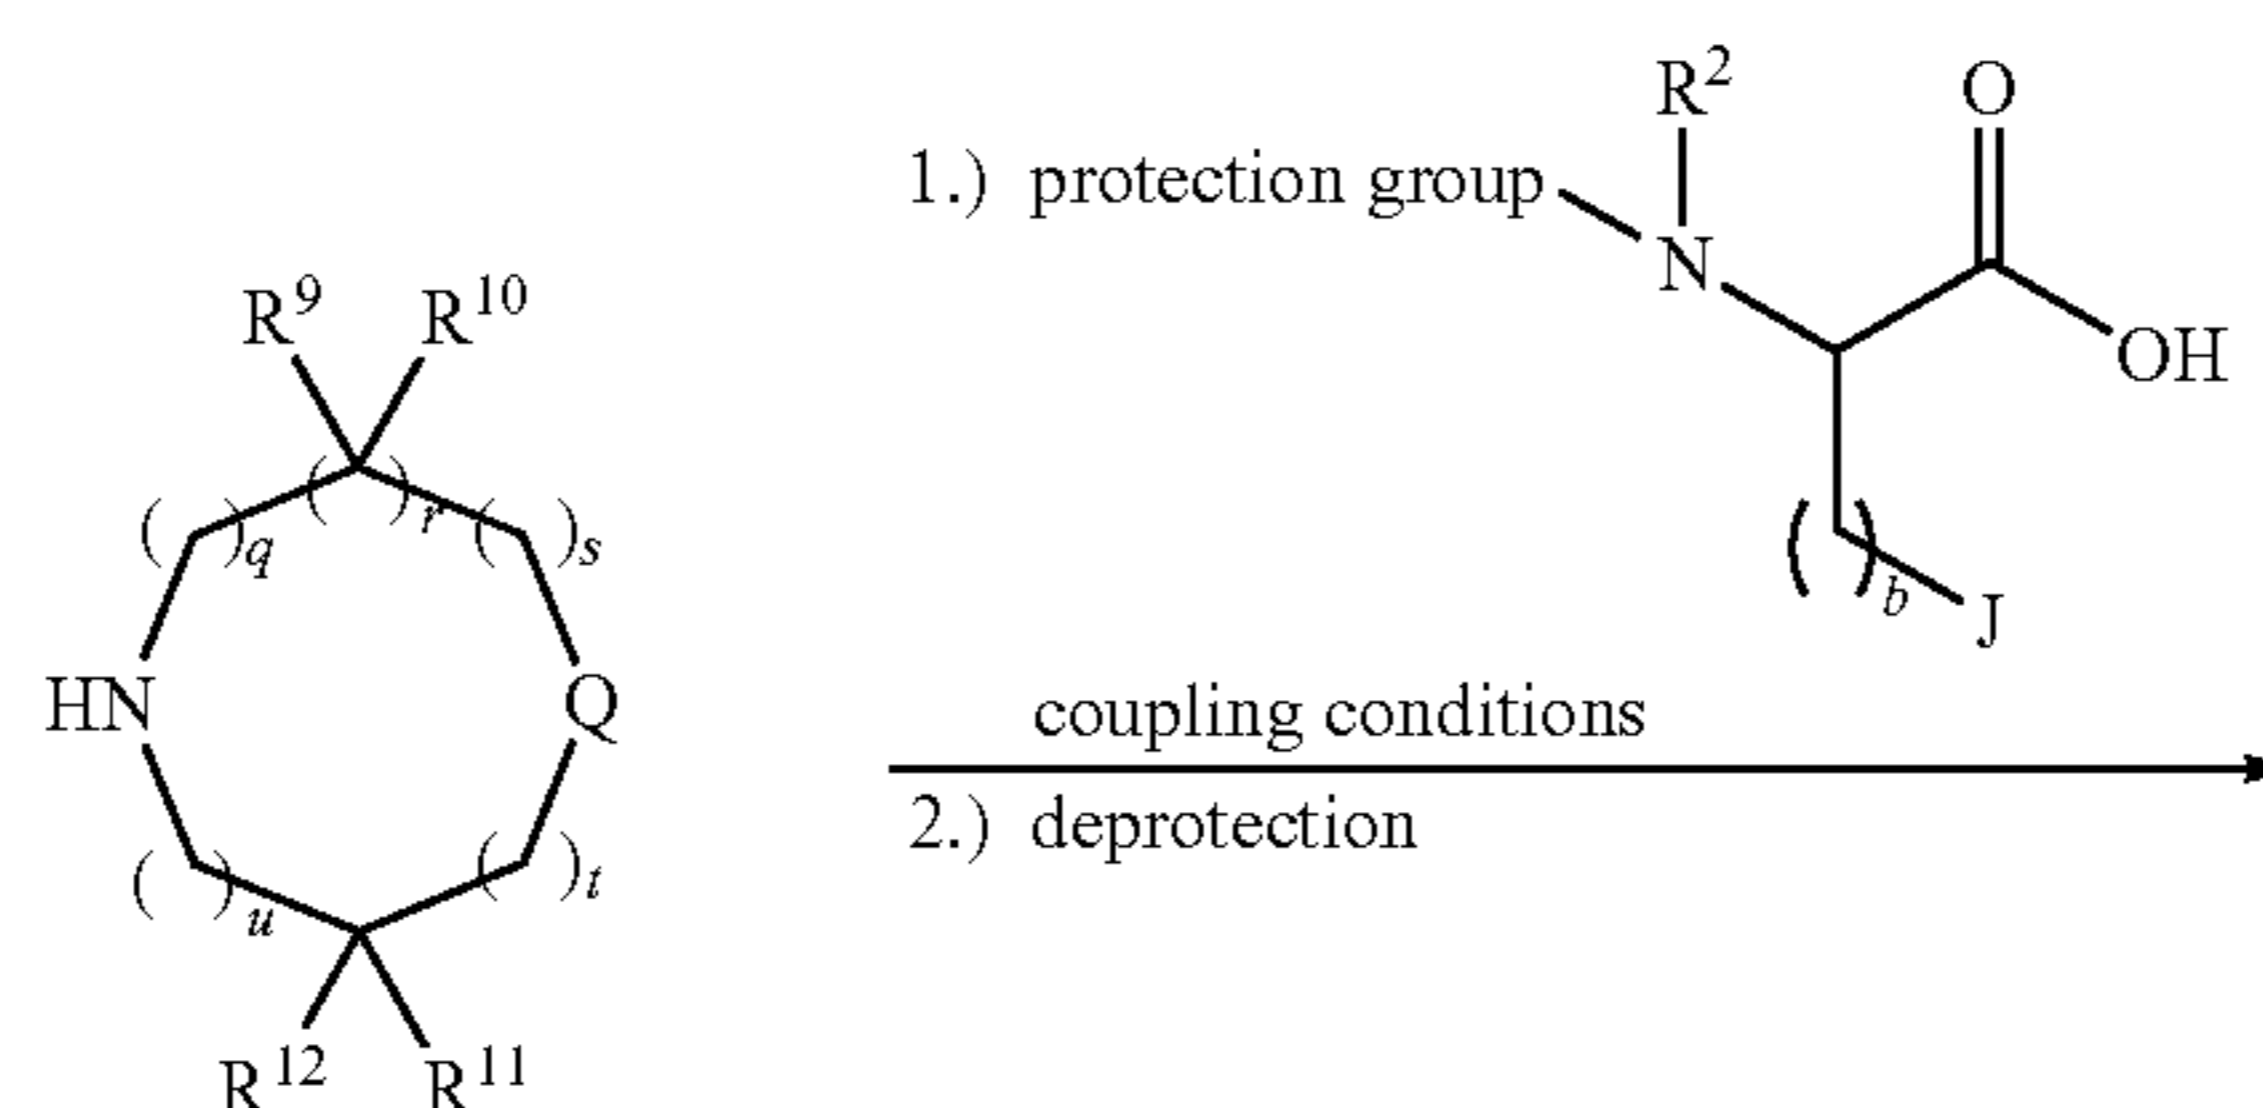 R² O
1.) protection group
N
R⁹ R¹⁰
OH
( )q ( )r ( )s
( )b J
HN Q
coupling conditions
2.) deprotection
( )u ( )t
R¹² R¹¹